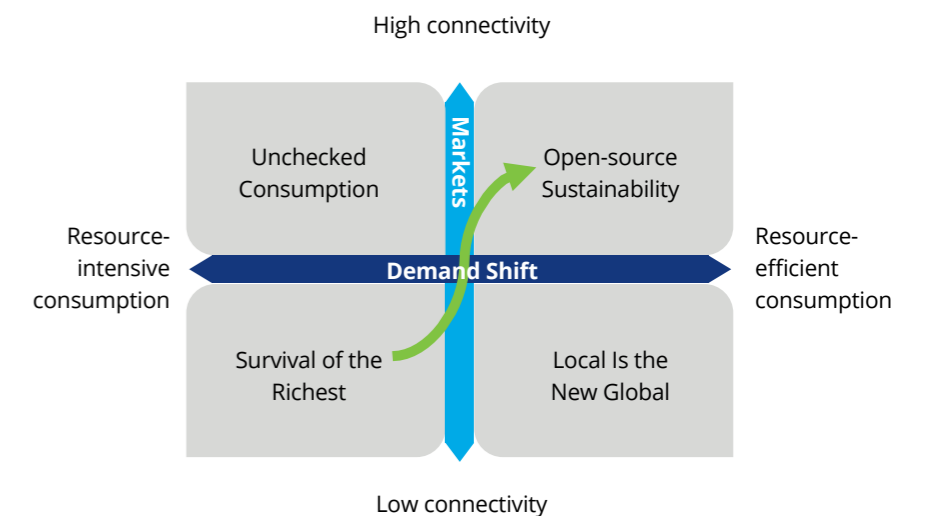 High connectivity
Markets
Unchecked
Consumption
Open-source
Sustainability
Resource-
intensive
consumption
Demand Shift
Resource-
efficient
consumption
Survival of the
Richest
Local Is the
New Global
Low connectivity